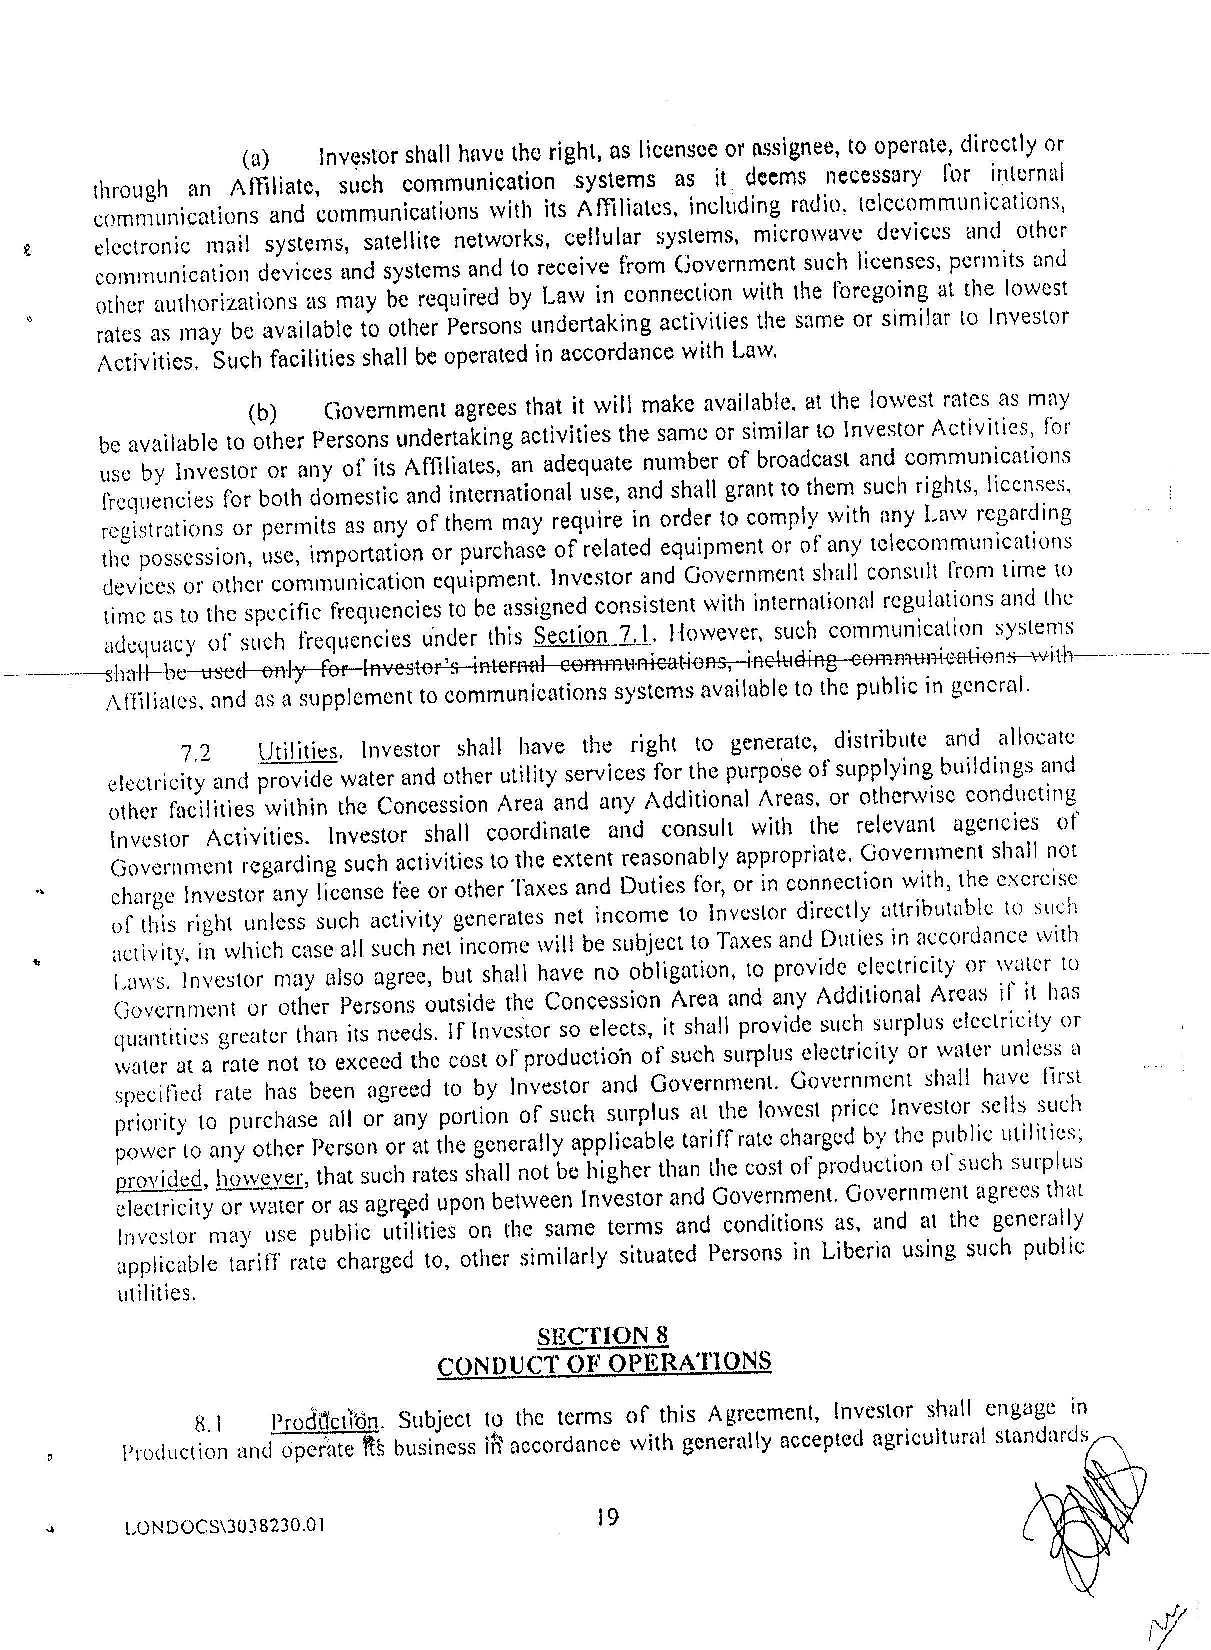 (a) Investor shall have the right, as licensee or assignee, to operate, directly or
through an Affiliate, such communication systems as it deems necessary for internal
communications and communications with its Affiliates, including radio, telecommunications,
electronic mail systems, satellite networks, cellular systems, microwave devices and other
communication devices and systems and to receive from Government such licenses, permits and
other authorizations as may be required by Law in connection with the foregoing at the lowest
rates as may be available to other Persons undertaking activities the same or similar to Investor
Activities. Such facilities shall be operated in accordance with Law.
(b) Government agrees that it will make available, at the lowest rates as may
be available to other Persons undertaking activities the same or similar to Investor Activities, for
use by Investor or any of its Affiliates, an adequate number of broadcast and communications
frequencies for both domestic and international use, and shall grant to them such rights, licenses,
registrations or permits as any of them may require in order to comply with any Law regarding
the possession, use, importation or purchase of related equipment or of any telecommunications
devices or other communication equipment. Investor and Government shall consult from time to
time as to the specific frequencies to be assigned consistent with international regulations and the
adequacy of such frequencies under this Section 7.1. However, such communication systems
shall be used only for Investor's internal communications, including communications with
Affiliates, and as a supplement to communications systems available to the public in general.
7.2 Utilities. Investor shall have the right to generate, distribute and allocate
electricity and provide water and other utility services for the purpose of supplying buildings and
other facilities within the Concession Area and any Additional Areas, or otherwise conducting
Investor Activities. Investor shall coordinate and consult with the relevant agencies of
Government regarding such activities to the extent reasonably appropriate. Government shall not
charge Investor any license fee or other Taxes and Duties for, or in connection with, the exercise
of this right unless such activity generates net income to Investor directly attributable to such
activity, in which case all such net income will be subject to Taxes and Duties in accordance with
Laws. Investor may also agree, but shall have no obligation, to provide electricity or water to
Government or other Persons outside the Concession Area and any Additional Areas if it has
quantities greater than its needs. If Investor so elects, it shall provide such surplus electricity or
water at a rate not to exceed the cost of production of such surplus electricity or water unless a
specified rate has been agreed to by Investor and Government. Government shall have first
priority to purchase all or any portion of such surplus at the lowest price Investor sells such
power to any other Person or at the generally applicable tariff rate charged by the public utilities;
provided, however, that such rates shall not be higher than the cost of production of such surplus
electricity or water or as agreed upon between Investor and Government. Government agrees that
Investor may use public utilities on the same terms and conditions as, and at the generally
applicable tariff rate charged to, other similarly situated Persons in Liberia using such public
utilities.
SECTION 8
CONDUCT OF OPERATIONS
8.1 Production. Subject to the terms of this Agreement, Investor shall engage in
Production and operate its business in accordance with generally accepted agricultural standards
LONDOCS\3038230.01
19